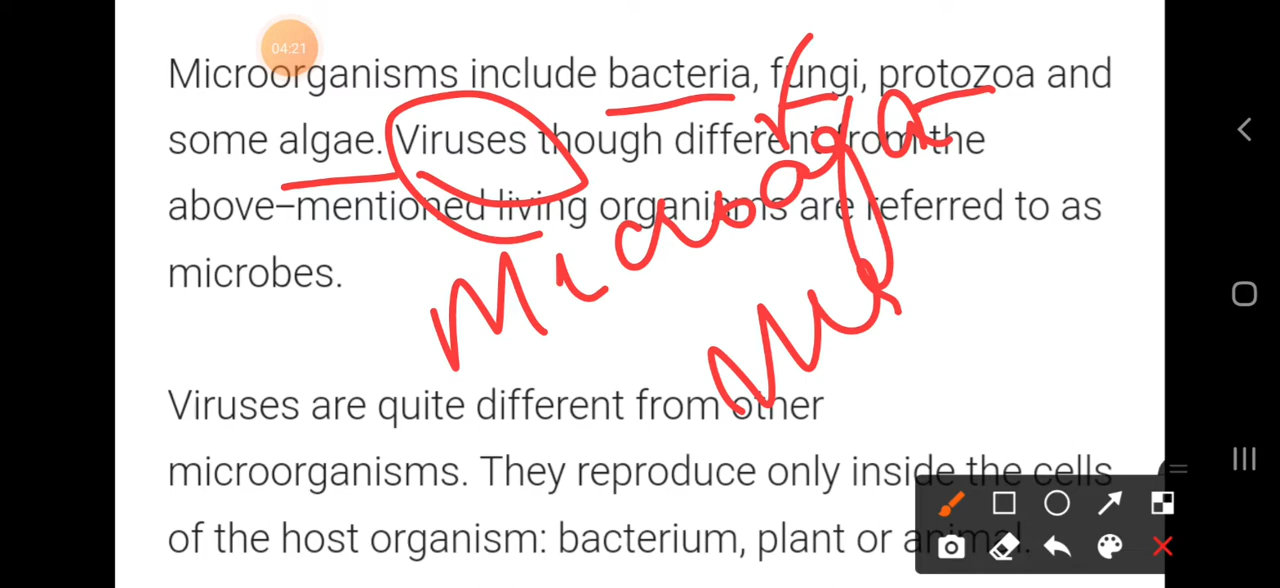 04:21
Microorganisms include bacteria, fungi, protozoa and
some algae. Viruses though different from the
above-mentioned living organisms are referred to as
microbes.
Viruses are quite different from other
microorganisms. They reproduce only inside the cells
of the host organism: bacterium, plant or animal.